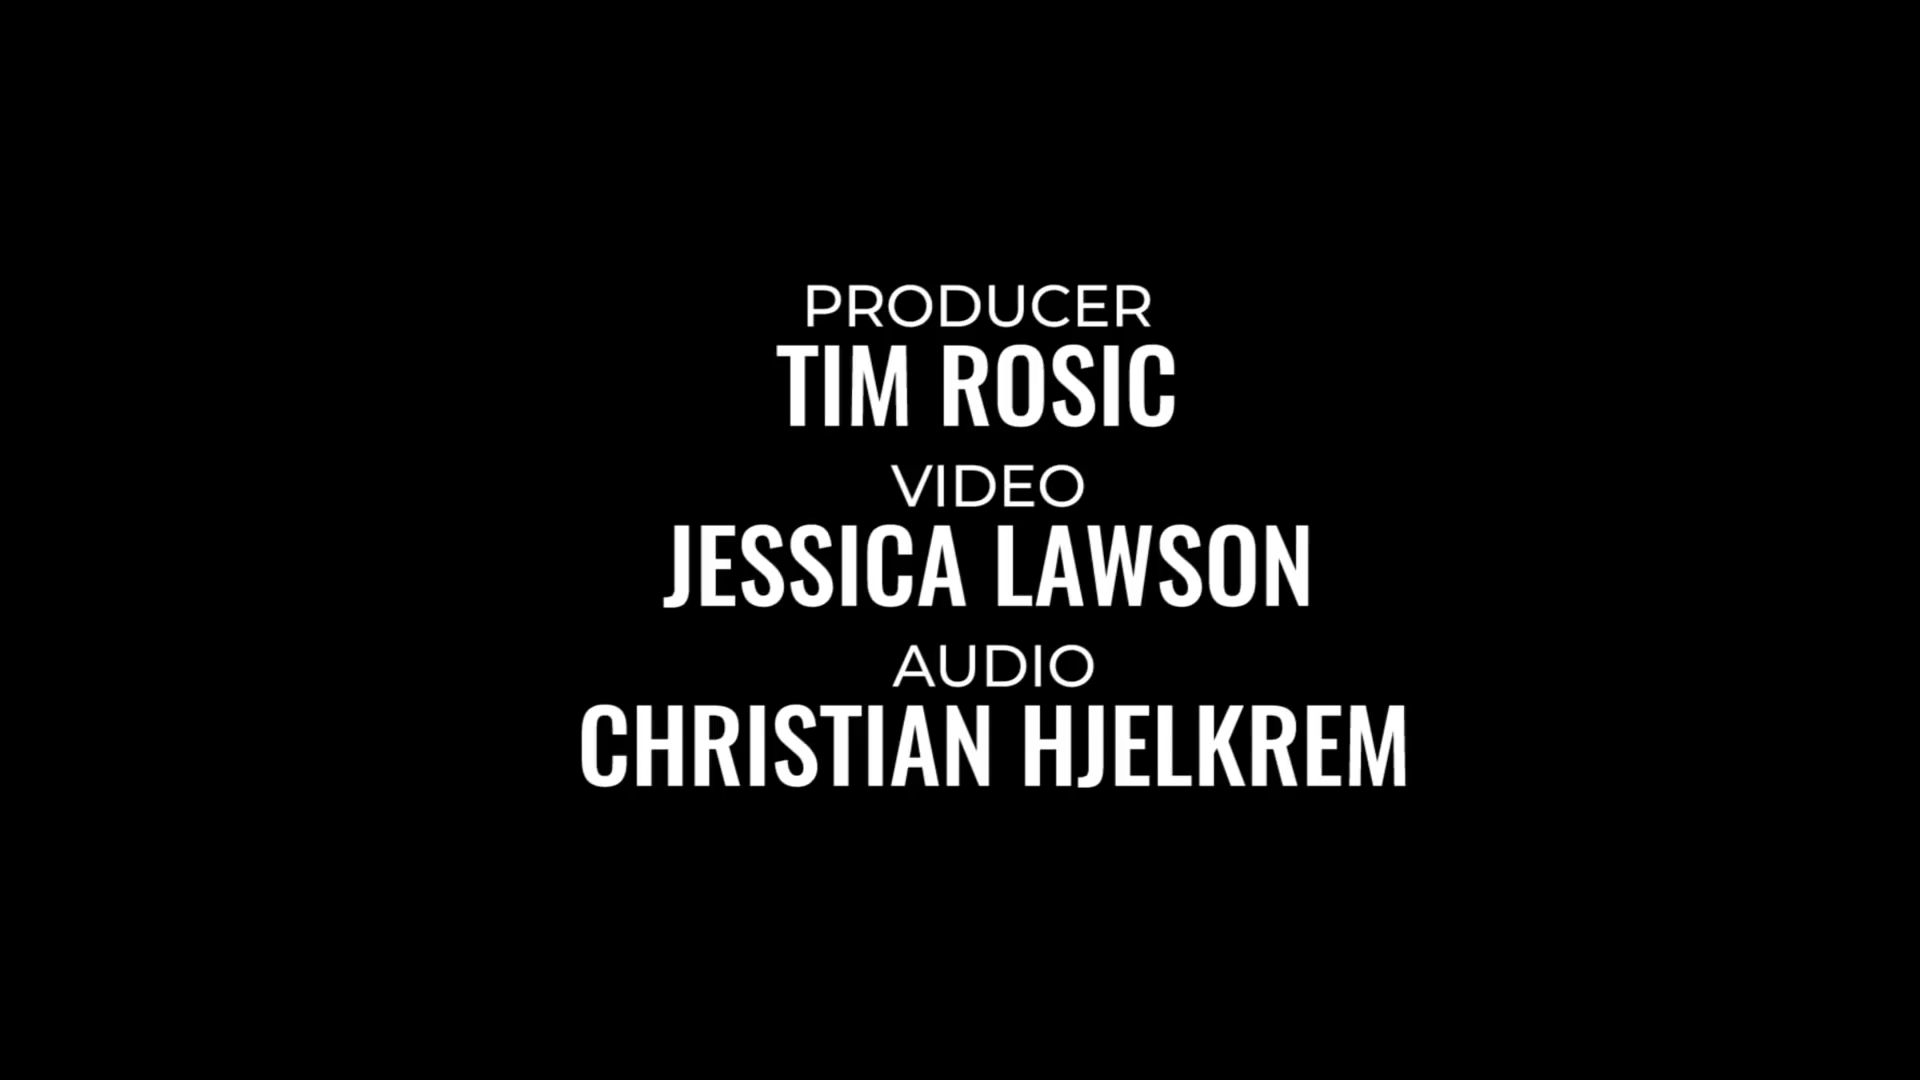 PRODUCER
TIM ROSIC
VIDEO
JESSICA LAWSON
AUDIO
CHRISTIAN HJELKREM